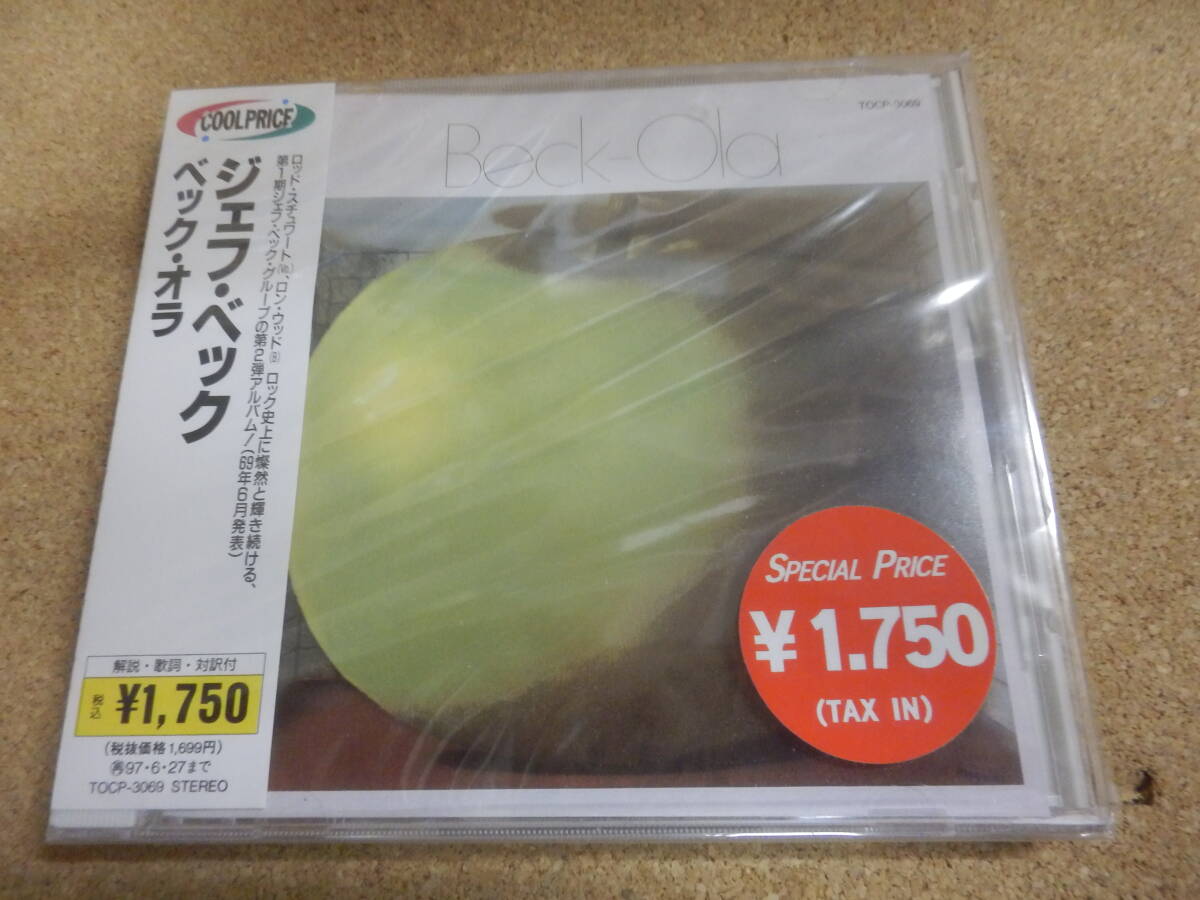 COOLPRICE
ロッド・スチュワート(Vo)、ロン・ウッド(B) ロック史上に燦然と輝き続ける、
第1期ジェフ・ベック・グループの第2弾アルバム!(69年6月発表)
ジェフ・ベック
ベック・オラ
解説・歌詞・対訳付
税込 ¥1,750
(税抜価格1,699円)
㊢97・6・27まで
TOCP-3069 STEREO
TOCP-3069
Beck-Ola
SPECIAL PRICE
¥1.750
(TAX IN)